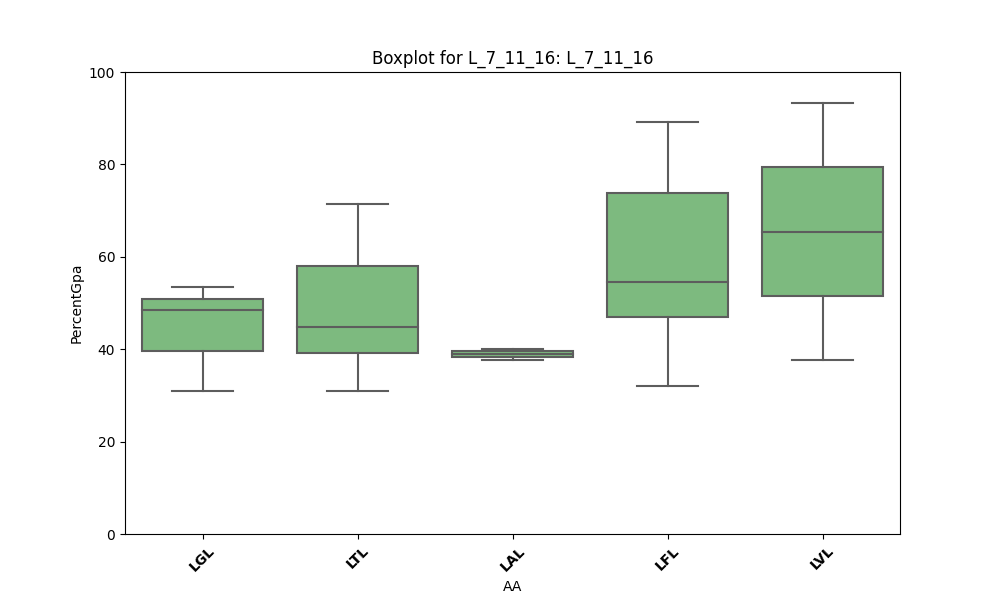 Boxplot for L_7_11_16: L_7_11_16
100
80
60
40
20
0
PercentGpa
LGL
LTL
LAL
LFL
LVL
AA